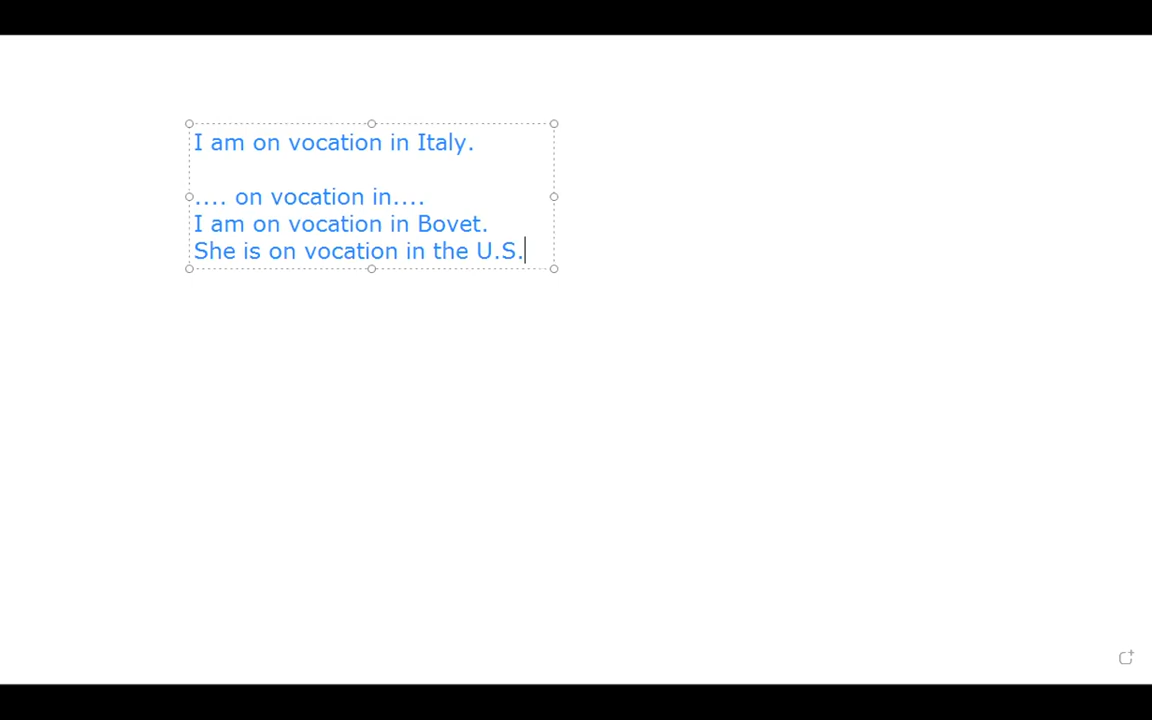 I am on vocation in Italy.
.... on vocation in....
I am on vocation in Bovet.
She is on vocation in the U.S.